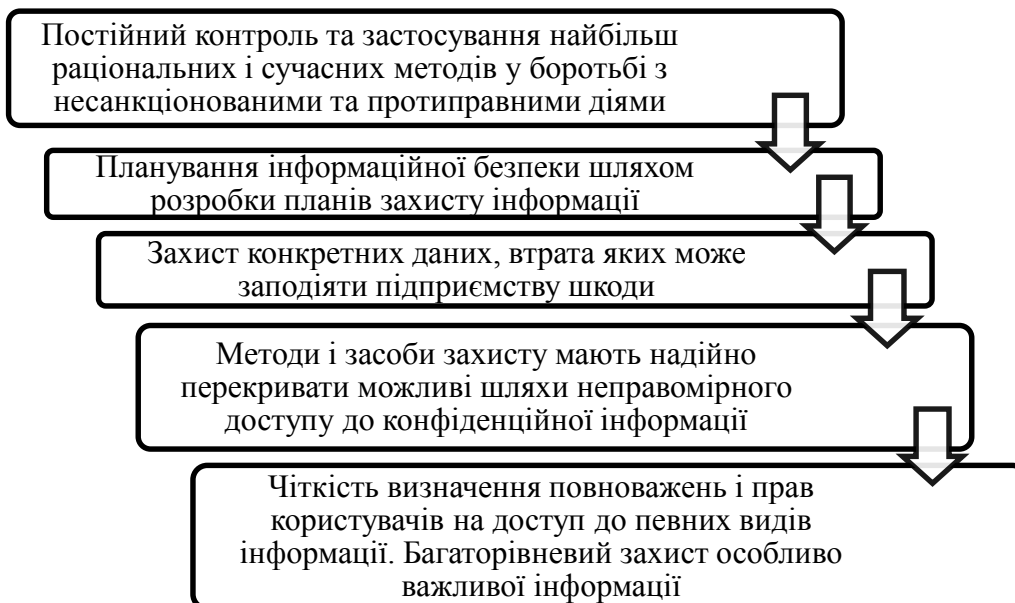 Постійний контроль та застосування найбільш
раціональних і сучасних методів у боротьбі з
несанкціонованими та протиправними діями
Планування інформаційної безпеки шляхом
розробки планів захисту інформації
Захист конкретних даних, втрата яких може
заподіяти підприємству шкоди
Методи і засоби захисту мають надійно
перекривати можливі шляхи неправомірного
доступу до конфіденційної інформації
Чіткість визначення повноважень і прав
користувачів на доступ до певних видів
інформації. Багаторівневий захист особливо
важливої інформації